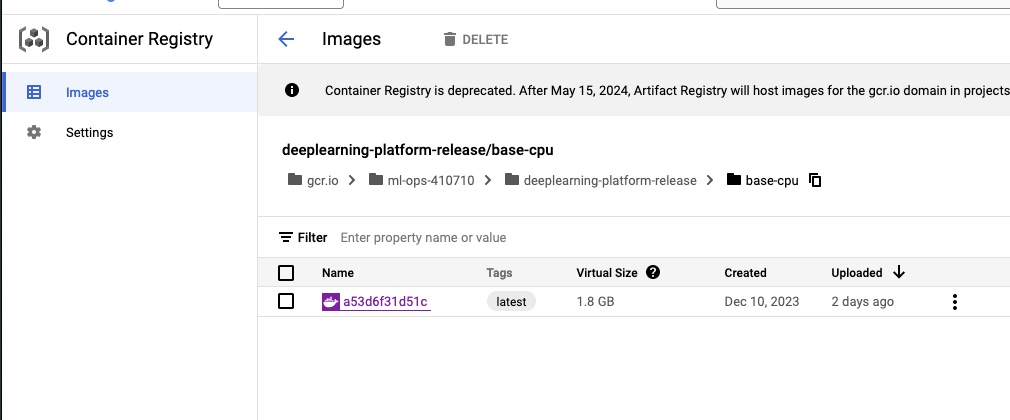 Container Registry
Images
DELETE
Images
Settings
Container Registry is deprecated. After May 15, 2024, Artifact Registry will host images for the gcr.io domain in projects
deeplearning-platform-release/base-cpu
gcr.io > ml-ops-410710 > deeplearning-platform-release > base-cpu
Filter Enter property name or value
Name Tags Virtual Size Created Uploaded
a53d6f31d51c latest 1.8 GB Dec 10, 2023 2 days ago